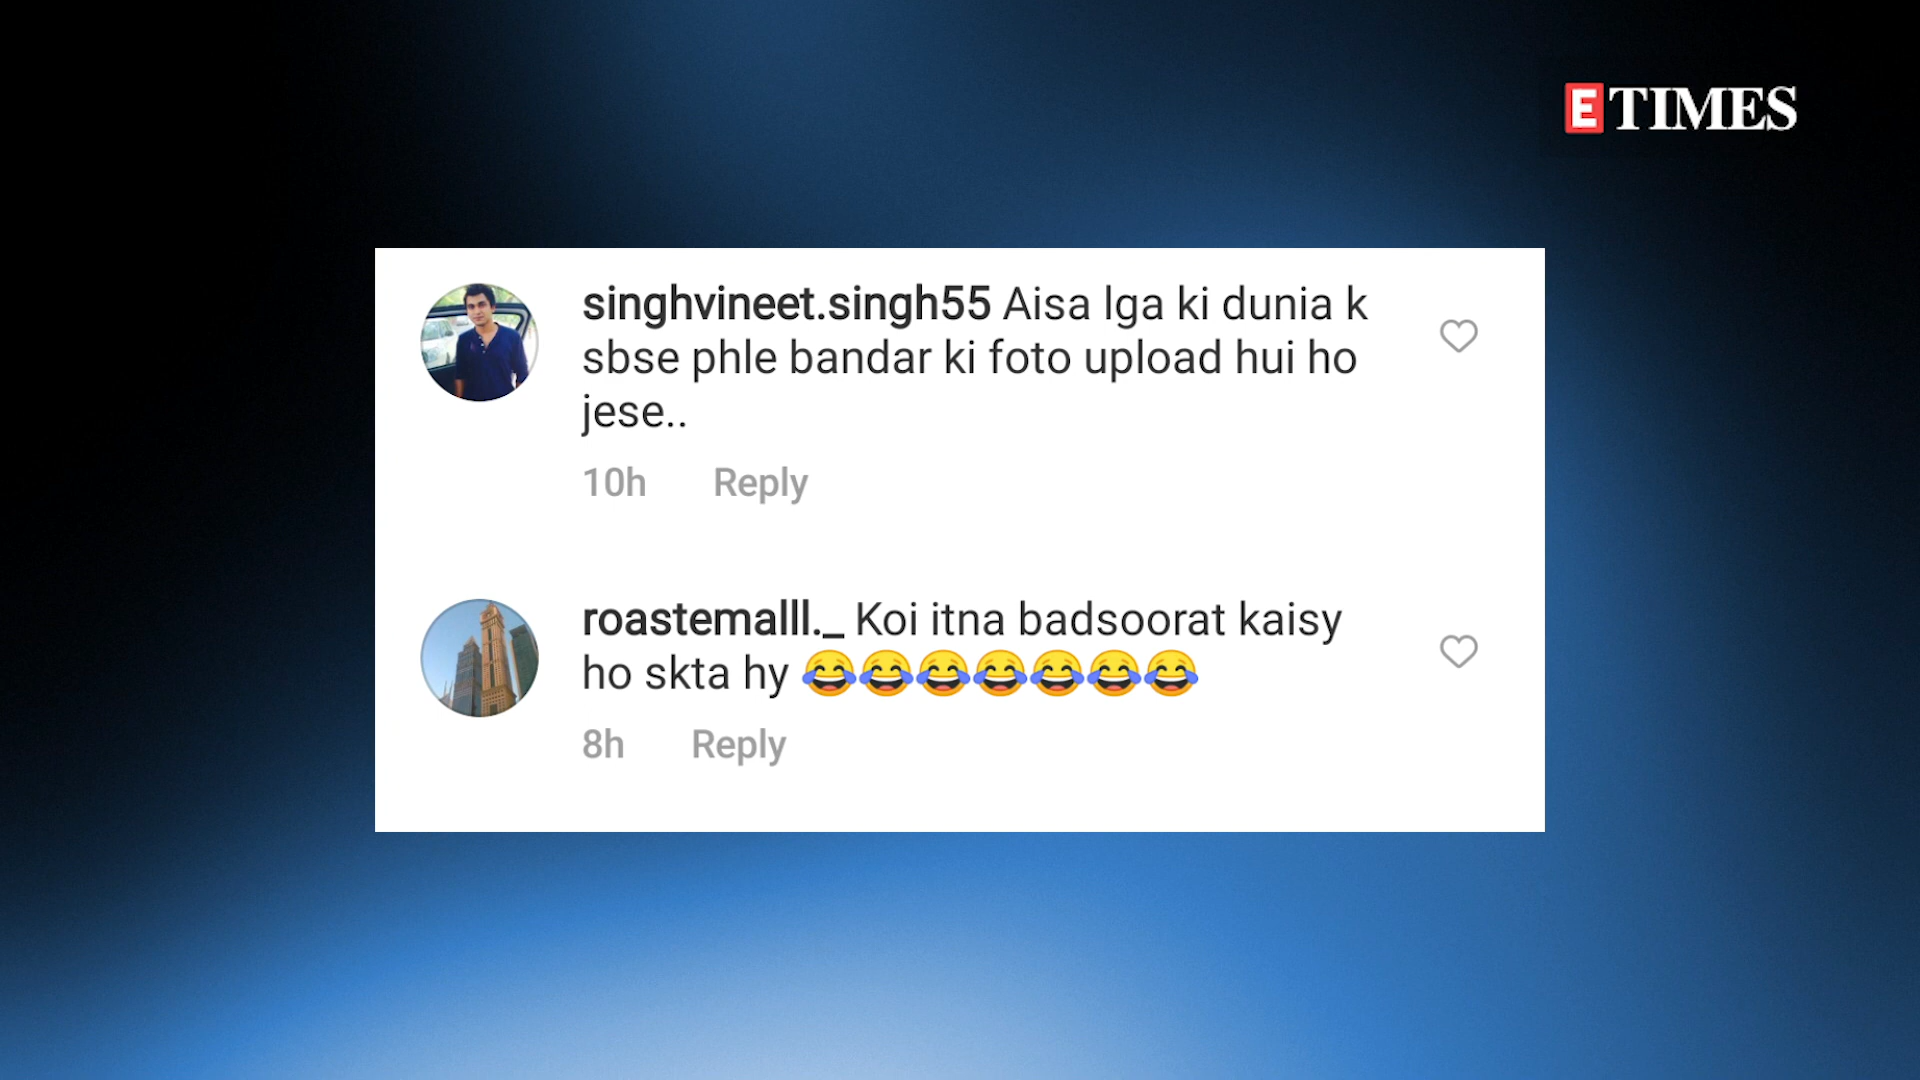 E TIMES
singhvineet.singh55 Aisa lga ki dunia k
sbse phle bandar ki foto upload hui ho
jese..
10h Reply
roastemalll._ Koi itna badsoorat kaisy
ho skta hy 😂😂😂😂😂😂😂
8h Reply